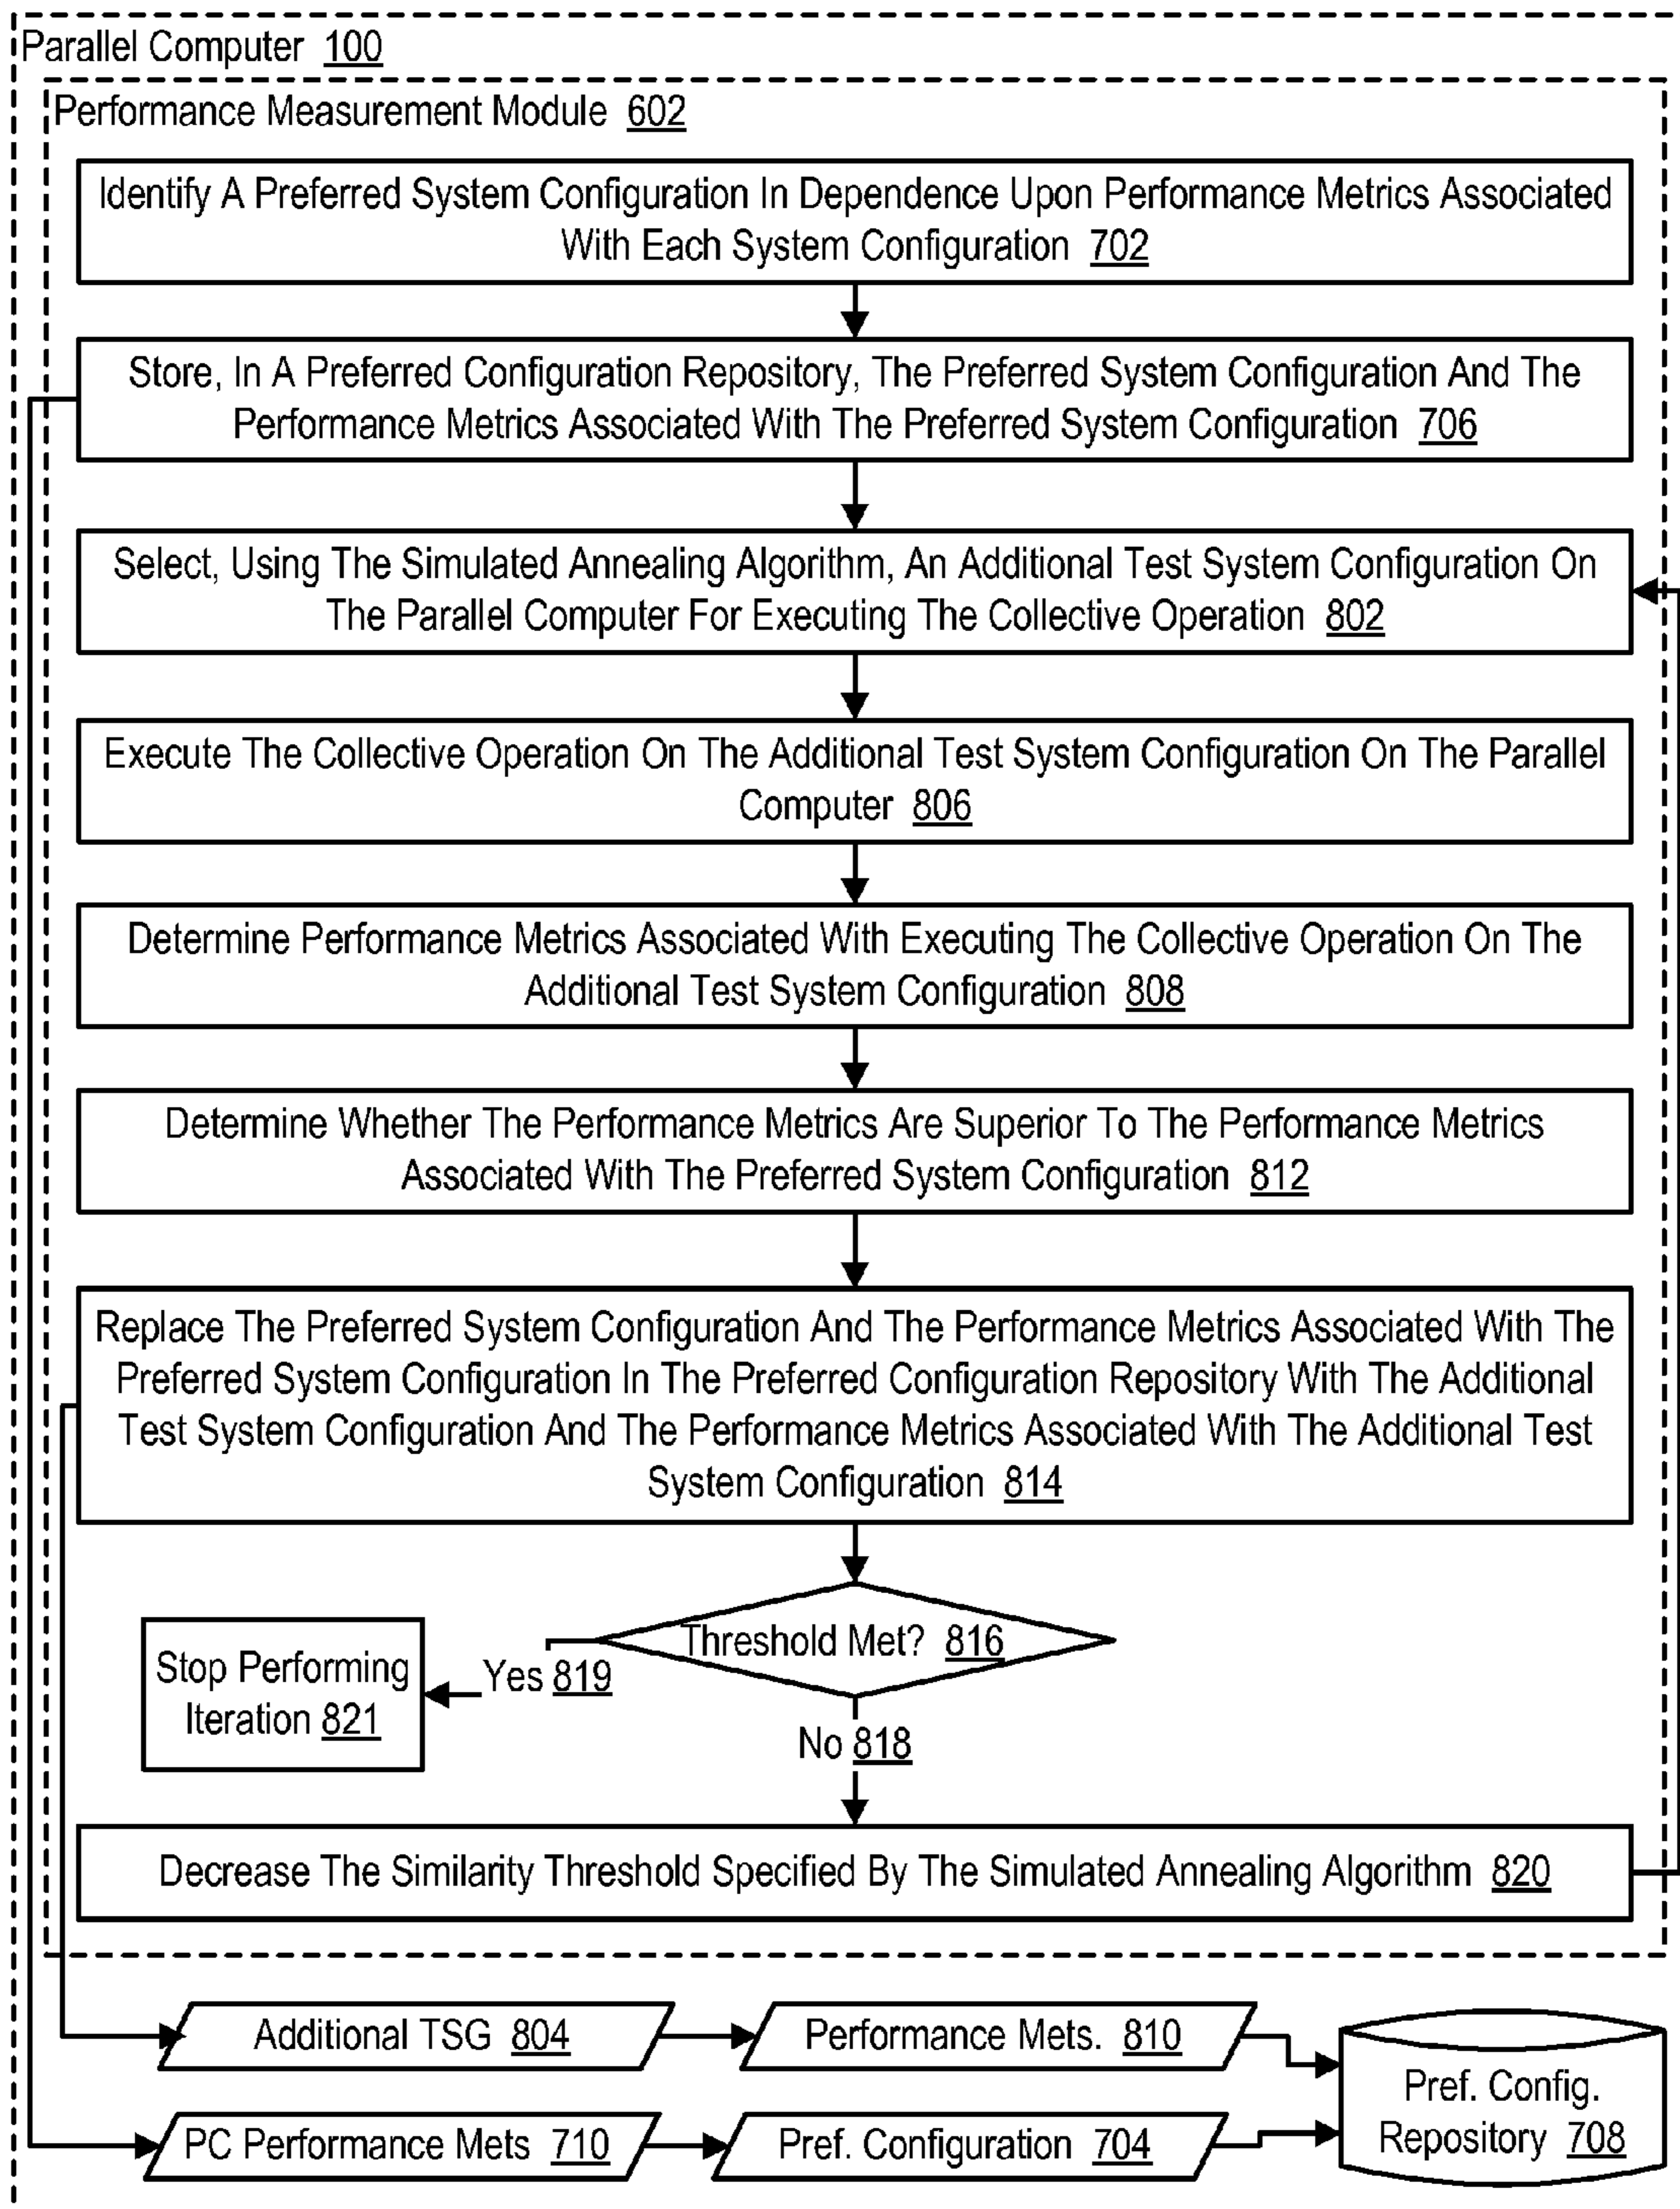 Parallel Computer 100
Performance Measurement Module 602
Identify A Preferred System Configuration In Dependence Upon Performance Metrics Associated
With Each System Configuration 702
Store, In A Preferred Configuration Repository, The Preferred System Configuration And The
Performance Metrics Associated With The Preferred System Configuration 706
Select, Using The Simulated Annealing Algorithm, An Additional Test System Configuration On
The Parallel Computer For Executing The Collective Operation 802
Execute The Collective Operation On The Additional Test System Configuration On The Parallel
Computer 806
Determine Performance Metrics Associated With Executing The Collective Operation On The
Additional Test System Configuration 808
Determine Whether The Performance Metrics Are Superior To The Performance Metrics
Associated With The Preferred System Configuration 812
Replace The Preferred System Configuration And The Performance Metrics Associated With The
Preferred System Configuration In The Preferred Configuration Repository With The Additional
Test System Configuration And The Performance Metrics Associated With The Additional Test
System Configuration 814
Threshold Met? 816
Yes 819
Stop Performing
Iteration 821
No 818
Decrease The Similarity Threshold Specified By The Simulated Annealing Algorithm 820
Additional TSG 804
Performance Mets. 810
PC Performance Mets 710
Pref. Configuration 704
Pref. Config.
Repository 708